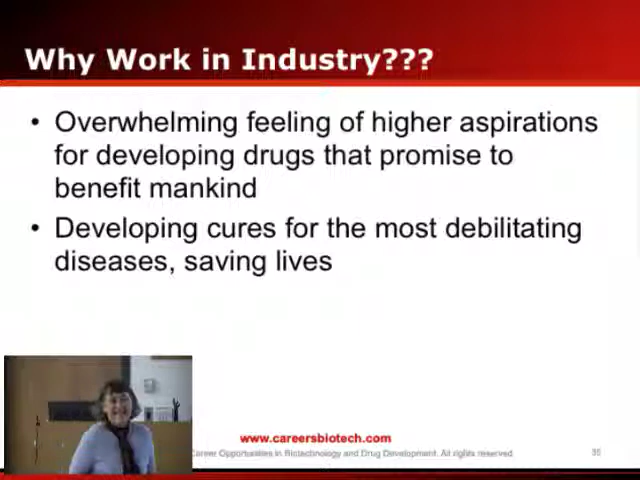 Why Work in Industry???
• Overwhelming feeling of higher aspirations
for developing drugs that promise to
benefit mankind
• Developing cures for the most debilitating
diseases, saving lives
www.careersbiotech.com
Career Opportunities in Biotechnology and Drug Development. All rights reserved.